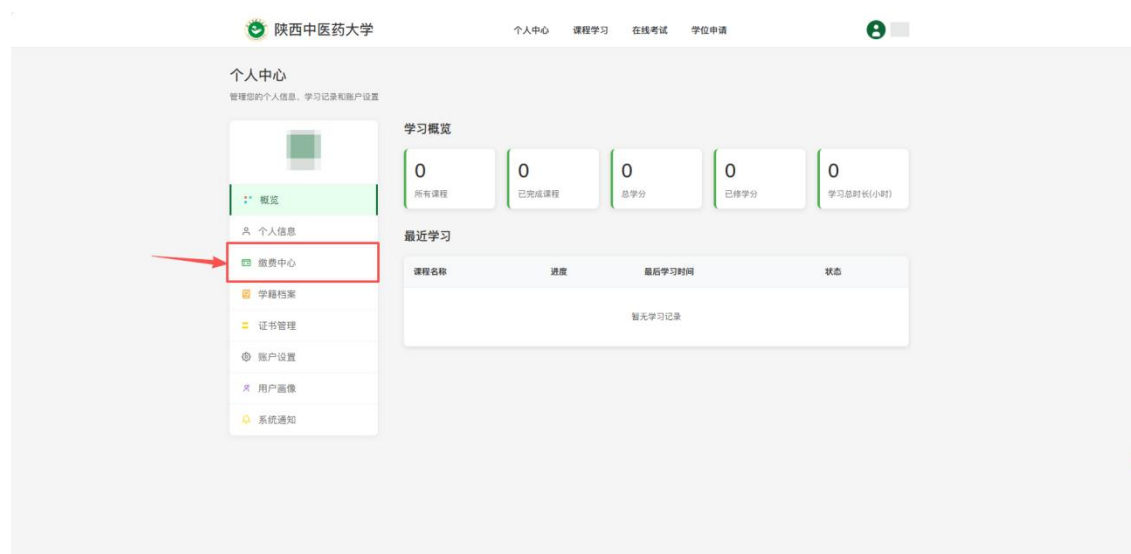 陕西中医药大学 个人中心 课程学习 在线考试 学位申请
个人中心
管理您的个人信息、学习记录和账户设置
概览
个人信息
缴费中心
学籍档案
证书管理
账户设置
用户画像
系统通知
学习概览
0 0 0 0 0
所有课程 已完成课程 总学分 已修学分 学习总时长(小时)
最近学习
课程名称 进度 最后学习时间 状态
暂无学习记录